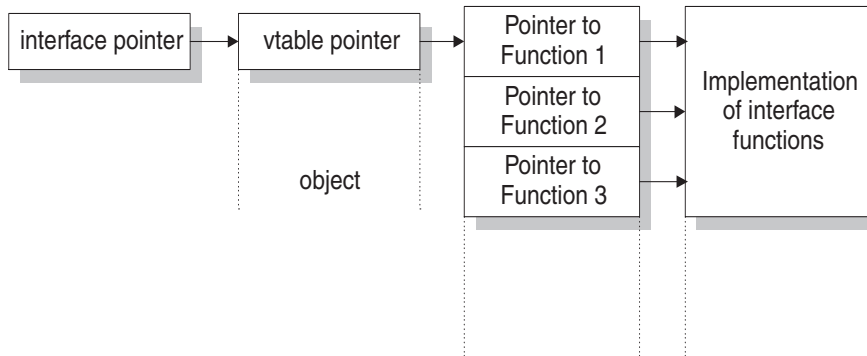 interface pointer
vtable pointer
Pointer to
Function 1
Pointer to
Function 2
Pointer to
Function 3
Implementation
of interface
functions
object